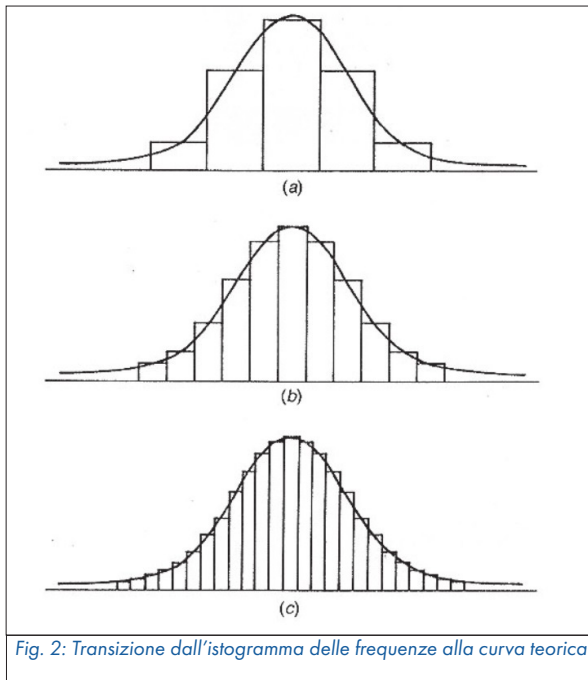 (a)
(b)
(c)
Fig. 2: Transizione dall'istogramma delle frequenze alla curva teorica